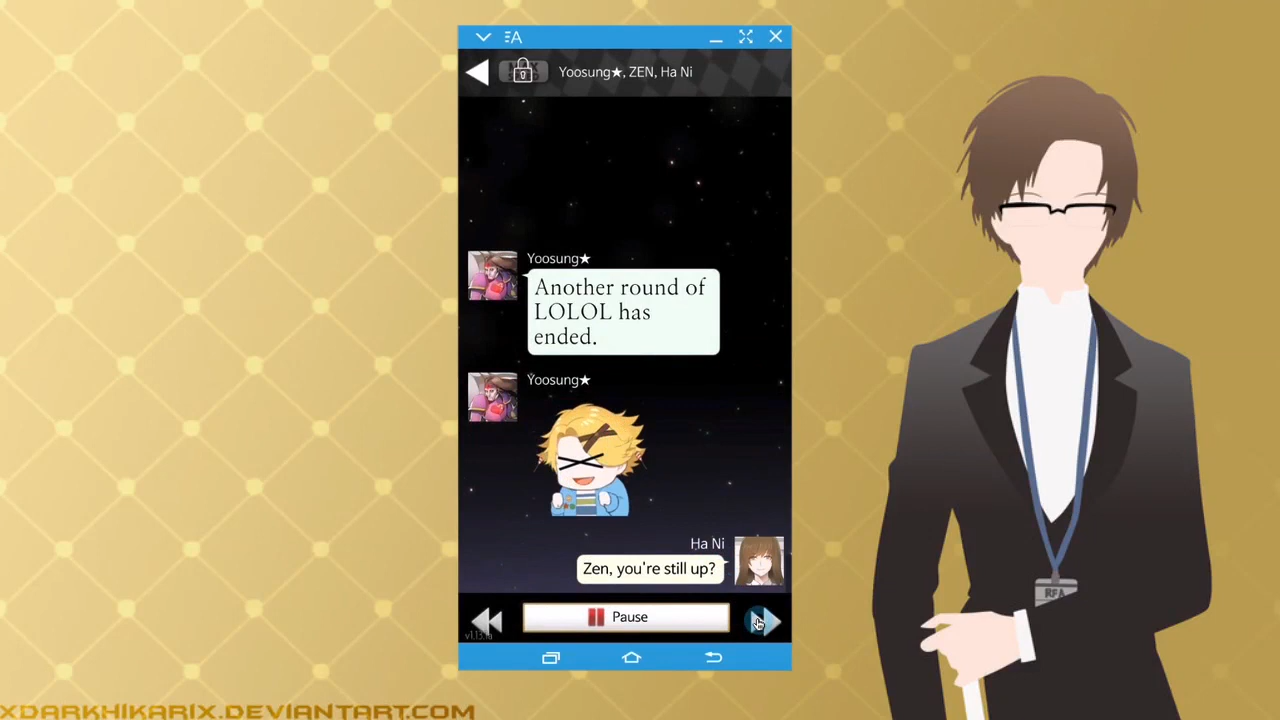 Yoosung★, ZEN, Ha Ni
Yoosung★
Another round of
LOLOL has
ended.
Yoosung★
Ha Ni
Zen, you're still up?
Pause
RFA
XDARKHIKARIX.DEVIANTART.COM